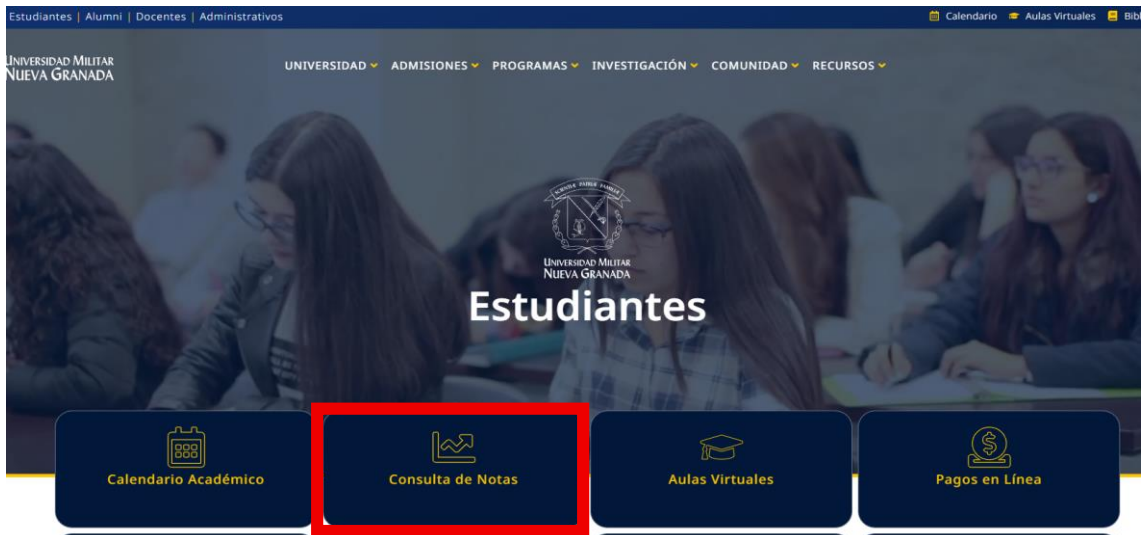 Estudiantes | Alumni | Docentes | Administrativos
Calendario Aulas Virtuales Bibl
UNIVERSIDAD MILITAR
NUEVA GRANADA
UNIVERSIDAD ADMISIONES PROGRAMAS INVESTIGACIÓN COMUNIDAD RECURSOS
UNIVERSIDAD MILITAR
NUEVA GRANADA
Estudiantes
Calendario Académico
Consulta de Notas
Aulas Virtuales
Pagos en Línea